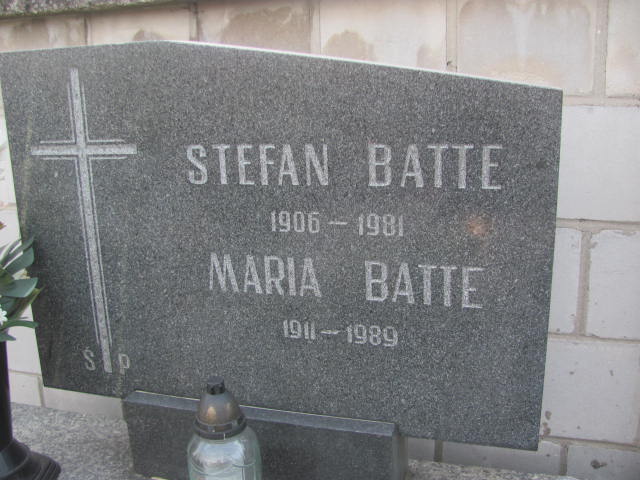 STEFAN BATTE
1906 – 1981
MARIA BATTE
1911 – 1989
Ś P